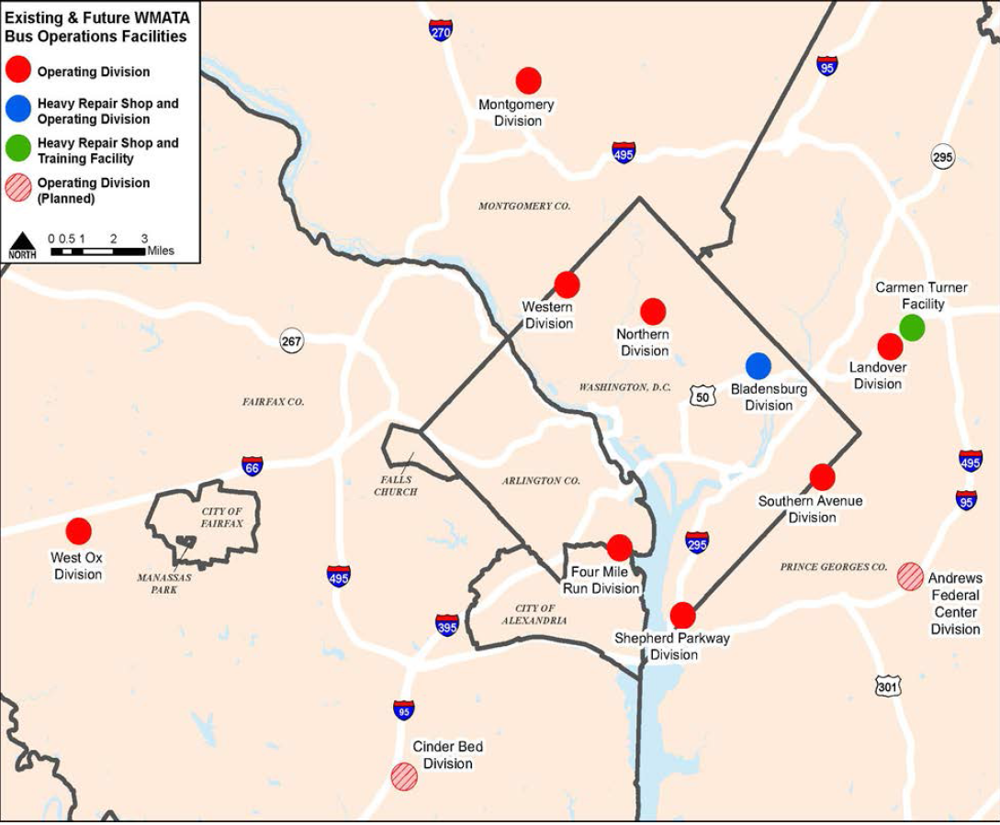 Existing & Future WMATA
Bus Operations Facilities
Operating Division
Heavy Repair Shop and
Operating Division
Heavy Repair Shop and
Training Facility
Operating Division
(Planned)
NORTH
0 0.5 1 2 3
Miles
270
95
Montgomery
Division
495
295
MONTGOMERY CO.
Carmen Turner
Facility
Western
Division
Northern
Division
267
Landover
Division
WASHINGTON, D.C.
50
Bladensburg
Division
FAIRFAX CO.
66
495
95
FALLS
CHURCH
ARLINGTON CO.
Southern Avenue
Division
CITY OF
FAIRFAX
West Ox
Division
MANASSAS
PARK
495
295
PRINCE GEORGES CO.
Four Mile
Run Division
Andrews
Federal
Center
Division
CITY OF
ALEXANDRIA
395
Shepherd Parkway
Division
301
95
Cinder Bed
Division